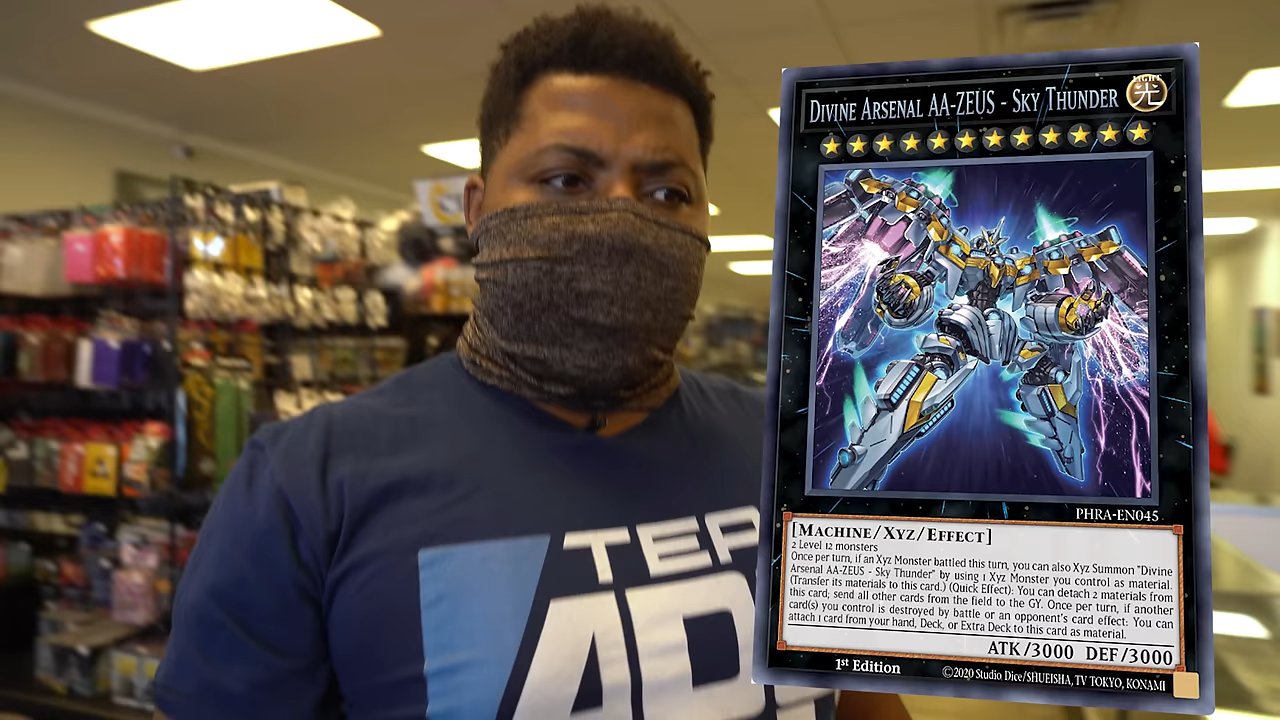 DIVINE ARSENAL AA-ZEUS - SKY THUNDER
LIGHT
光
PHRA-EN045
[MACHINE/XYZ/EFFECT]
2 Level 12 monsters
Once per turn, if an Xyz Monster battled this turn, you can also Xyz Summon "Divine
Arsenal AA-ZEUS - Sky Thunder" by using 1 Xyz Monster you control as material.
(Transfer its materials to this card.) (Quick Effect): You can detach 2 materials from
this card, send all other cards from the field to the GY. Once per turn, if another
card(s) you control is destroyed by battle or an opponent's card effect: You can
attach 1 card from your hand, Deck, or Extra Deck to this card as material.
ATK/3000 DEF/3000
1st Edition
©2020 Studio Dice/SHUEISHA, TV TOKYO, KONAMI